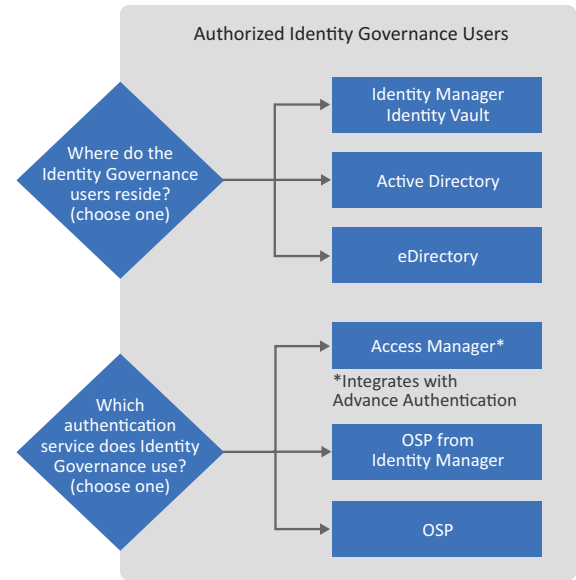 Authorized Identity Governance Users
Where do the
Identity Governance
users reside?
(choose one)
Identity Manager
Identity Vault
Active Directory
eDirectory
Which
authentication
service does Identity
Governance use?
(choose one)
Access Manager*
*Integrates with
Advance Authentication
OSP from
Identity Manager
OSP